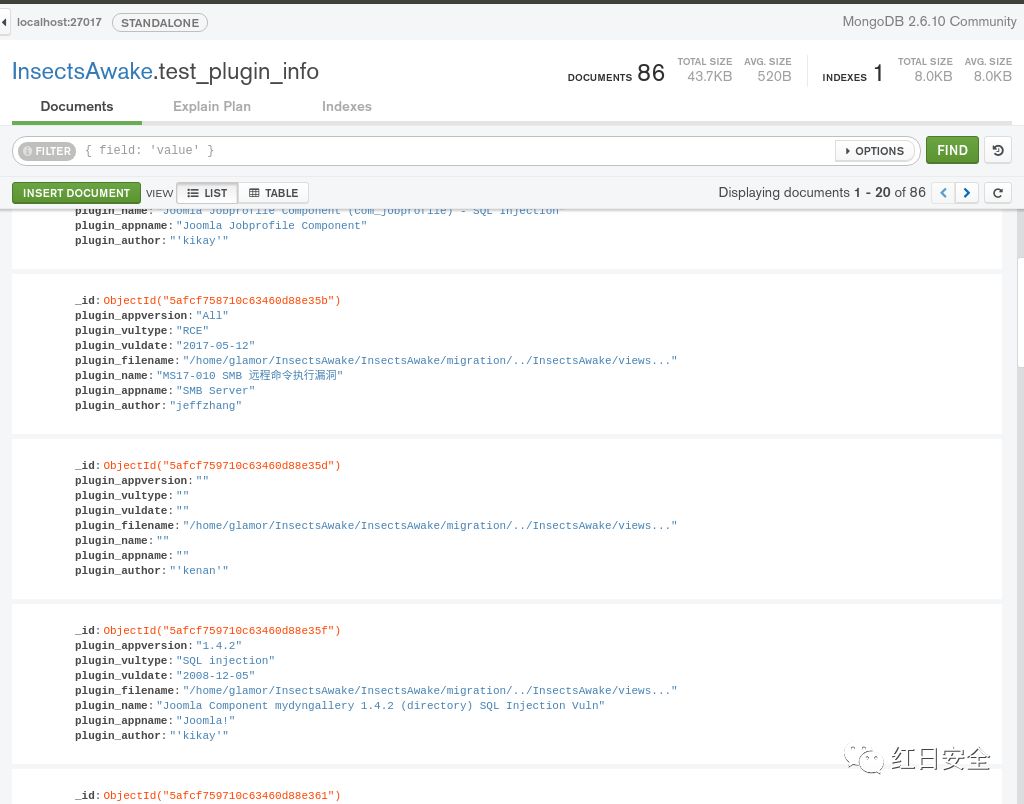 localhost:27017 STANDALONE MongoDB 2.6.10 Community
InsectsAwake.test_plugin_info
DOCUMENTS 86 TOTAL SIZE 43.7KB AVG. SIZE 520B INDEXES 1 TOTAL SIZE 8.0KB AVG. SIZE 8.0KB
Documents Explain Plan Indexes
FILTER { field: 'value' } OPTIONS FIND
INSERT DOCUMENT VIEW LIST TABLE Displaying documents 1 - 20 of 86
plugin_name: "Joomla Jobprofile Component (com_jobprofile) - SQL Injection"
plugin_appname: "Joomla Jobprofile Component"
plugin_author: "'kikay'"
_id: ObjectId("5afcf758710c63460d88e35b")
plugin_appversion: "All"
plugin_vultype: "RCE"
plugin_vuldate: "2017-05-12"
plugin_filename: "/home/glamor/InsectsAwake/InsectsAwake/migration/../InsectsAwake/views..."
plugin_name: "MS17-010 SMB 远程命令执行漏洞"
plugin_appname: "SMB Server"
plugin_author: "jeffzhang"
_id: ObjectId("5afcf759710c63460d88e35d")
plugin_appversion: ""
plugin_vultype: ""
plugin_vuldate: ""
plugin_filename: "/home/glamor/InsectsAwake/InsectsAwake/migration/../InsectsAwake/views..."
plugin_name: ""
plugin_appname: ""
plugin_author: "'kenan'"
_id: ObjectId("5afcf759710c63460d88e35f")
plugin_appversion: "1.4.2"
plugin_vultype: "SQL injection"
plugin_vuldate: "2008-12-05"
plugin_filename: "/home/glamor/InsectsAwake/InsectsAwake/migration/../InsectsAwake/views..."
plugin_name: "Joomla Component mydyngallery 1.4.2 (directory) SQL Injection Vuln"
plugin_appname: "Joomla!"
plugin_author: "'kikay'"
红日安全
_id: ObjectId("5afcf759710c63460d88e361")